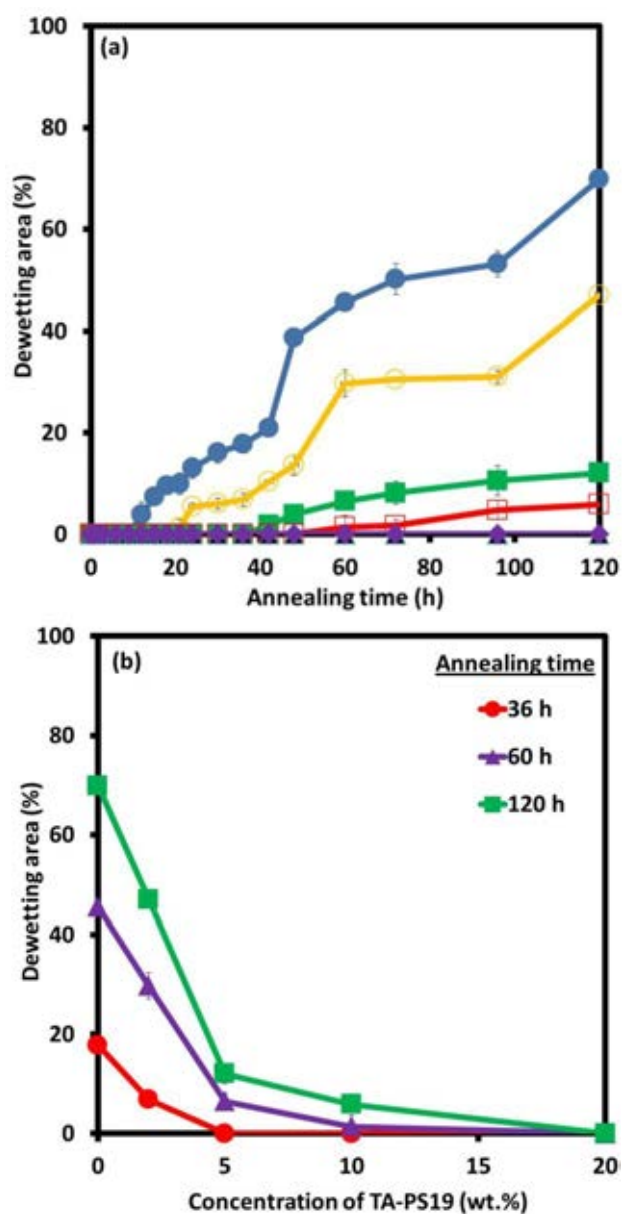 100
(a)
80
60
40
20
0
Dewetting area (%)
0 20 40 60 80 100 120
Annealing time (h)
100
(b)
Annealing time
36 h
60 h
120 h
80
60
40
20
0
Dewetting area (%)
0 5 10 15 20
Concentration of TA-PS19 (wt.%)